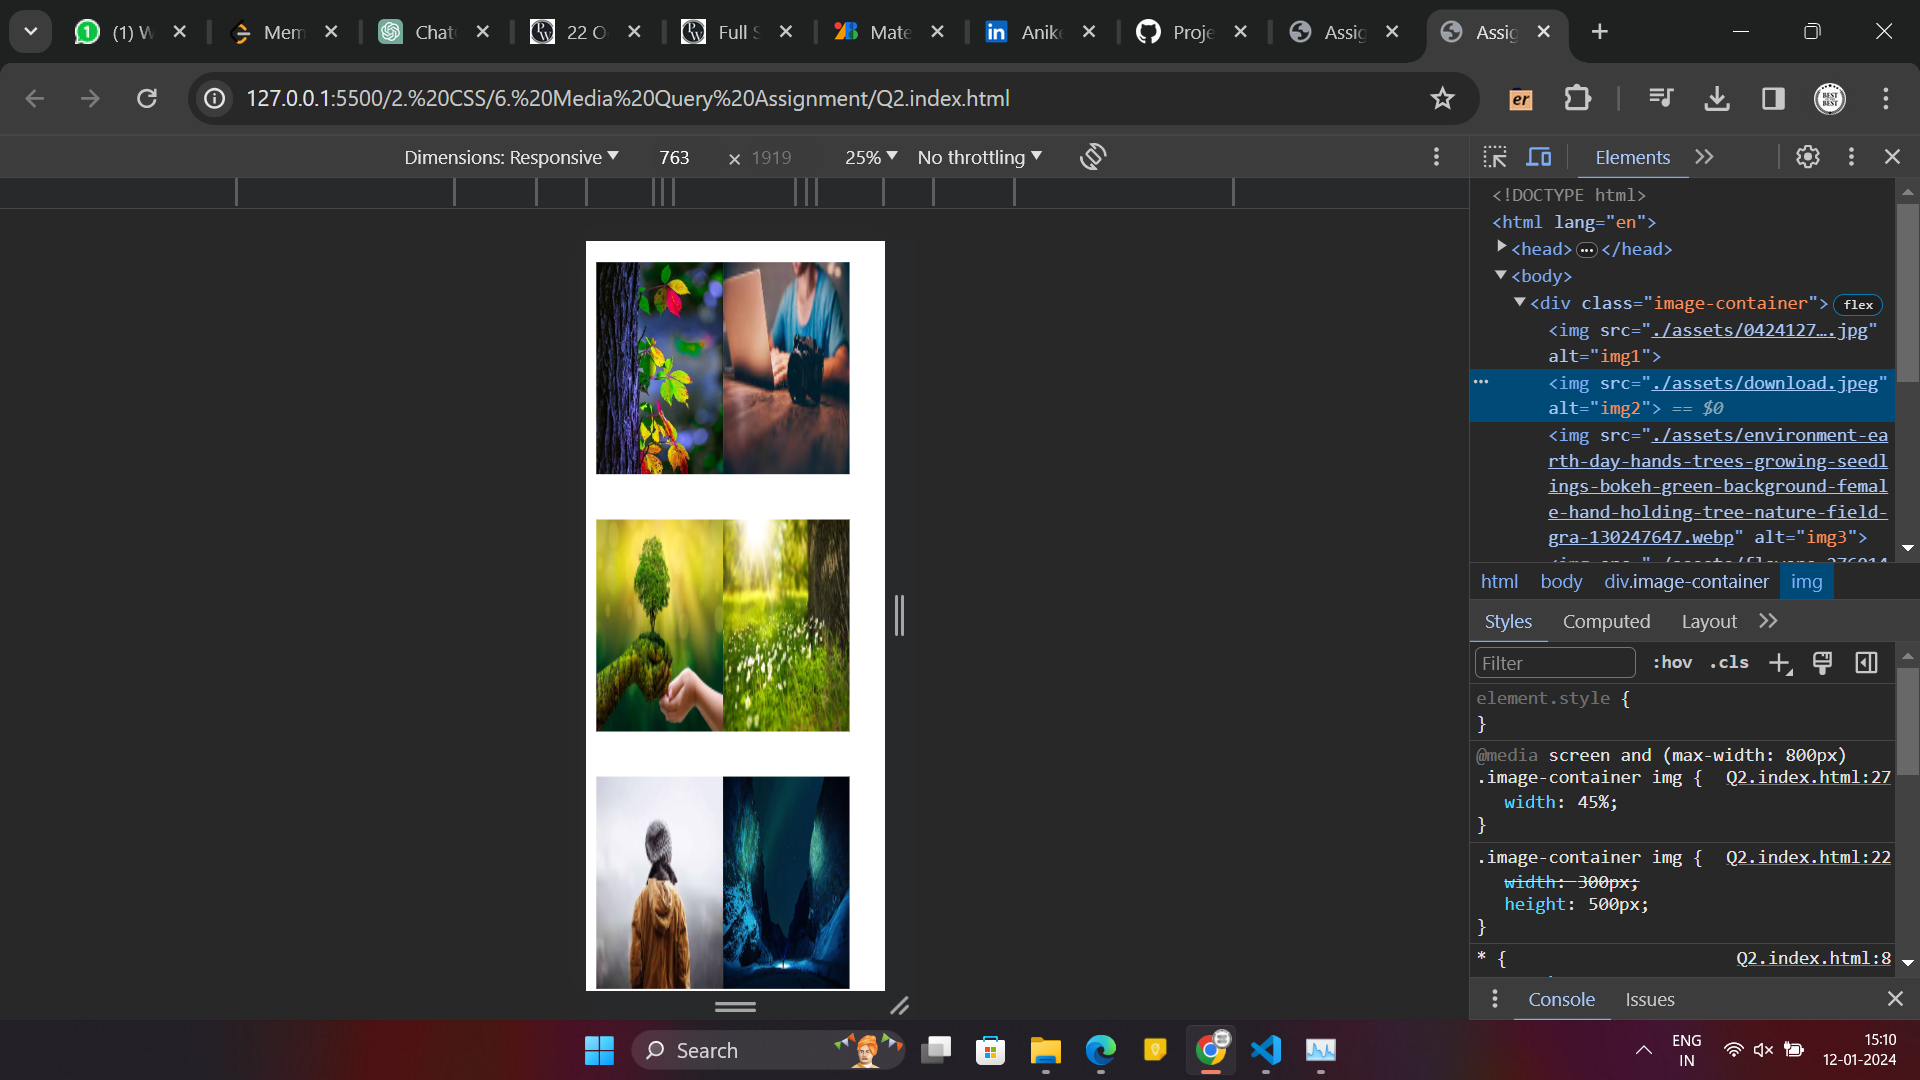 (1) W
Mem
Chat
22 O
Full S
Mate
Anike
Proje
Assig
Assig
127.0.0.1:5500/2.%20CSS/6.%20Media%20Query%20Assignment/Q2.index.html
er
Dimensions: Responsive
763 × 1919
25%
No throttling
Elements
<!DOCTYPE html>
<html lang="en">
<head>…</head>
<body>
<div class="image-container"> flex
<img src="./assets/0424127….jpg"
alt="img1">
<img src="./assets/download.jpeg"
alt="img2"> == $0
<img src="./assets/environment-ea
rth-day-hands-trees-growing-seedl
ings-bokeh-green-background-femal
e-hand-holding-tree-nature-field-
gra-130247647.webp" alt="img3">
html body div.image-container img
Styles Computed Layout
Filter :hov .cls
element.style {
}
@media screen and (max-width: 800px)
.image-container img { Q2.index.html:27
width: 45%;
}
.image-container img { Q2.index.html:22
width: 300px;
height: 500px;
}
* { Q2.index.html:8
Console Issues
Search
ENG
IN
15:10
12-01-2024